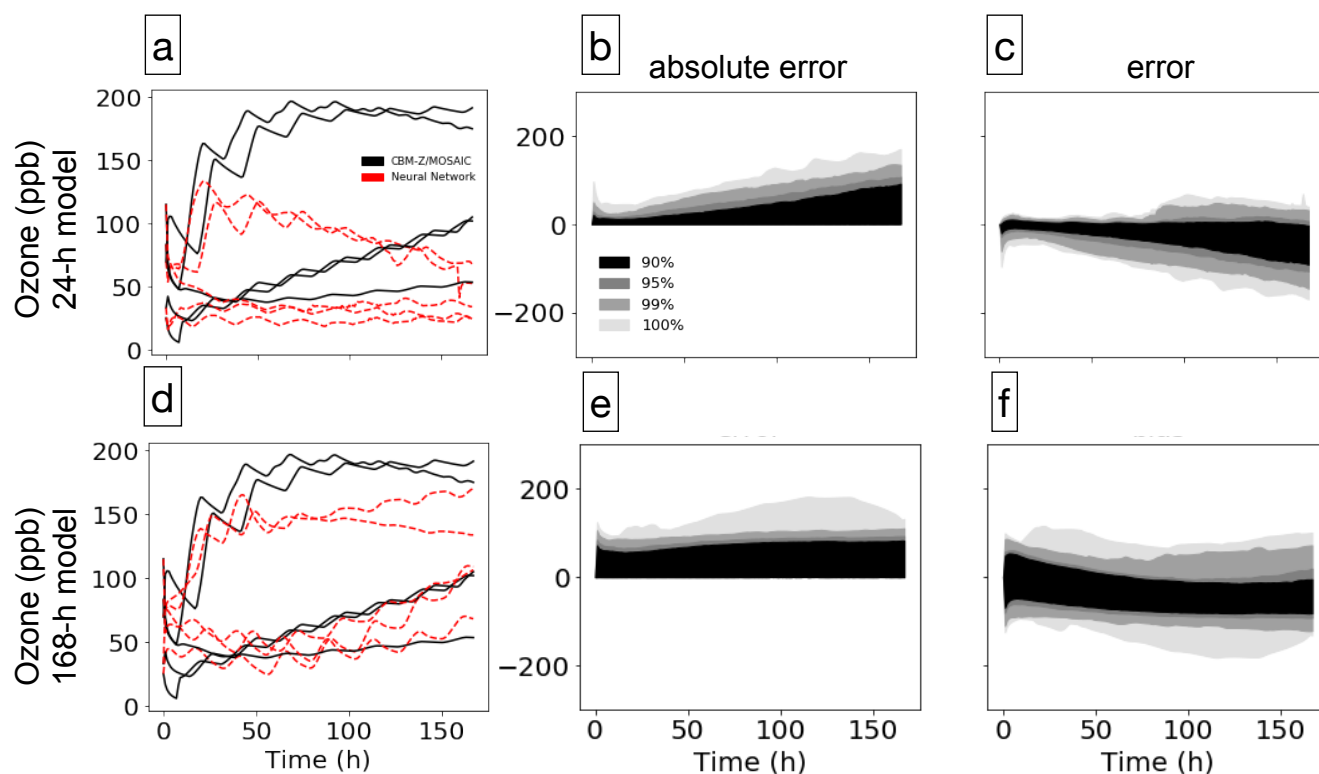 a
b
c
absolute error
error
Ozone (ppb)
24-h model
200
150
100
50
0
CBM-Z/MOSAIC
Neural Network
200
0
−200
90%
95%
99%
100%
d
e
f
Ozone (ppb)
168-h model
200
150
100
50
0
0
50
100
150
Time (h)
200
0
−200
0
50
100
150
Time (h)
0
50
100
150
Time (h)